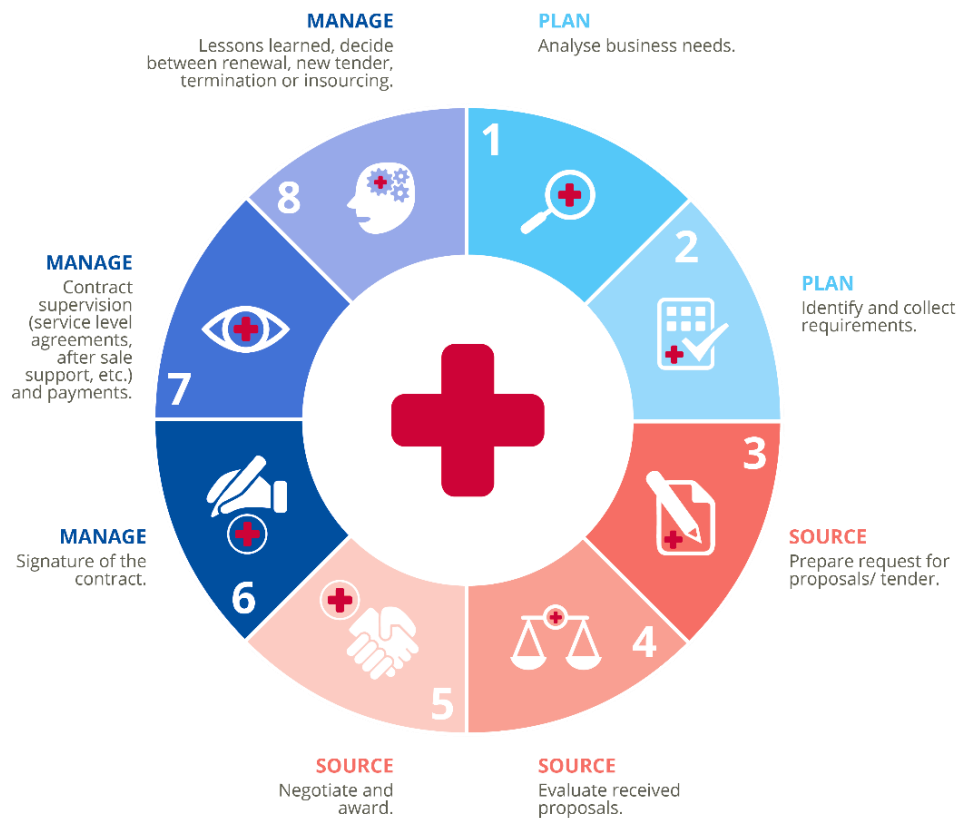 PLAN
Analyse business needs.
1
PLAN
Identify and collect
requirements.
2
SOURCE
Prepare request for
proposals/ tender.
3
SOURCE
Evaluate received
proposals.
4
SOURCE
Negotiate and
award.
5
MANAGE
Signature of the
contract.
6
MANAGE
Contract
supervision
(service level
agreements,
after sale
support, etc.)
and payments.
7
MANAGE
Lessons learned, decide
between renewal, new tender,
termination or insourcing.
8